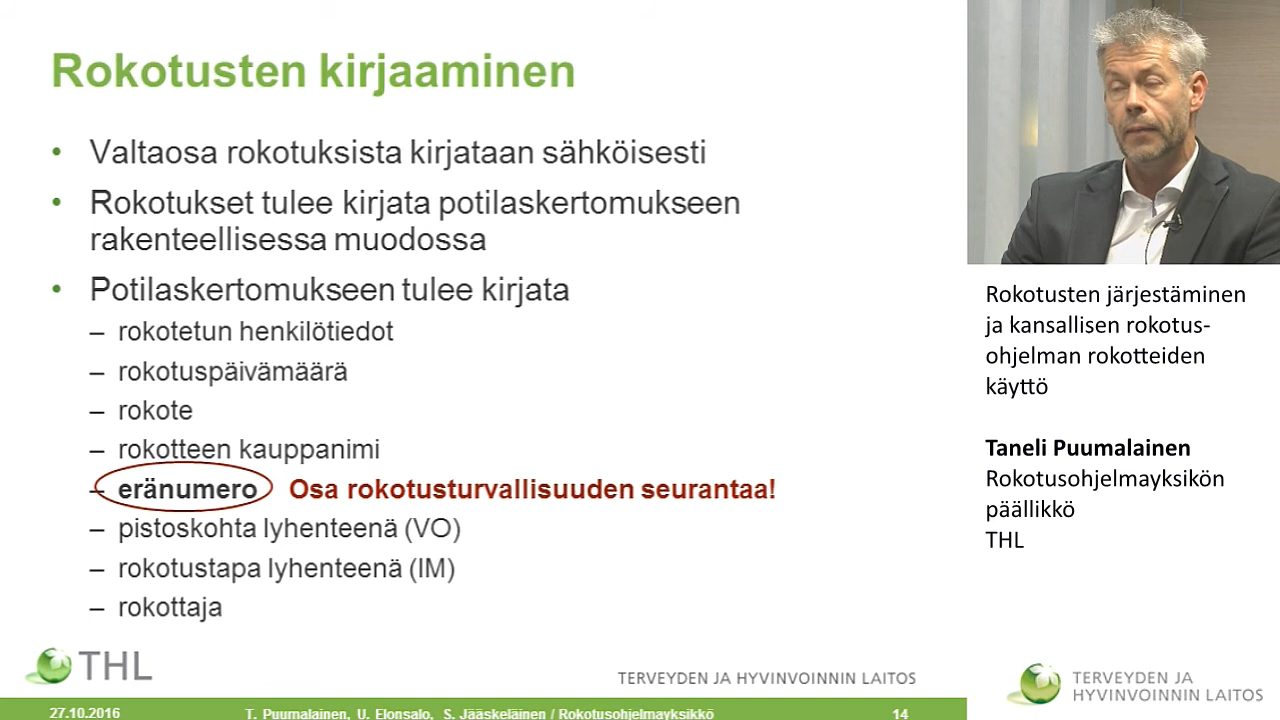 Rokotusten kirjaaminen
• Valtaosa rokotuksista kirjataan sähköisesti
• Rokotukset tulee kirjata potilaskertomukseen
rakenteellisessa muodossa
• Potilaskertomukseen tulee kirjata
– rokotetun henkilötiedot
– rokotuspäivämäärä
– rokote
– rokotteen kauppanimi
– eränumero Osa rokotusturvallisuuden seurantaa!
– pistoskohta lyhenteenä (VO)
– rokotustapa lyhenteenä (IM)
– rokottaja
THL
TERVEYDEN JA HYVINVOINNIN LAITOS
27.10.2016 T. Puumalainen, U. Elonsalo, S. Jääskeläinen / Rokotusohjelmayksikkö 14
Rokotusten järjestäminen
ja kansallisen rokotus-
ohjelman rokotteiden
käyttö
Taneli Puumalainen
Rokotusohjelmayksikön
päällikkö
THL
TERVEYDEN JA
HYVINVOINNIN LAITOS